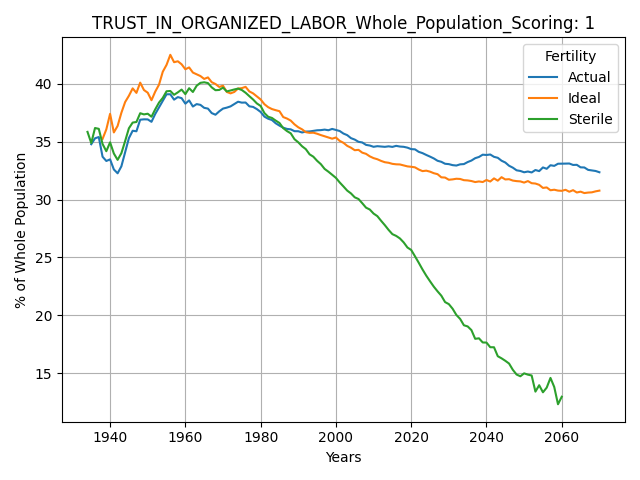 TRUST_IN_ORGANIZED_LABOR_Whole_Population_Scoring: 1
Fertility
Actual
Ideal
Sterile
% of Whole Population
40
35
30
25
20
15
1940 1960 1980 2000 2020 2040 2060
Years